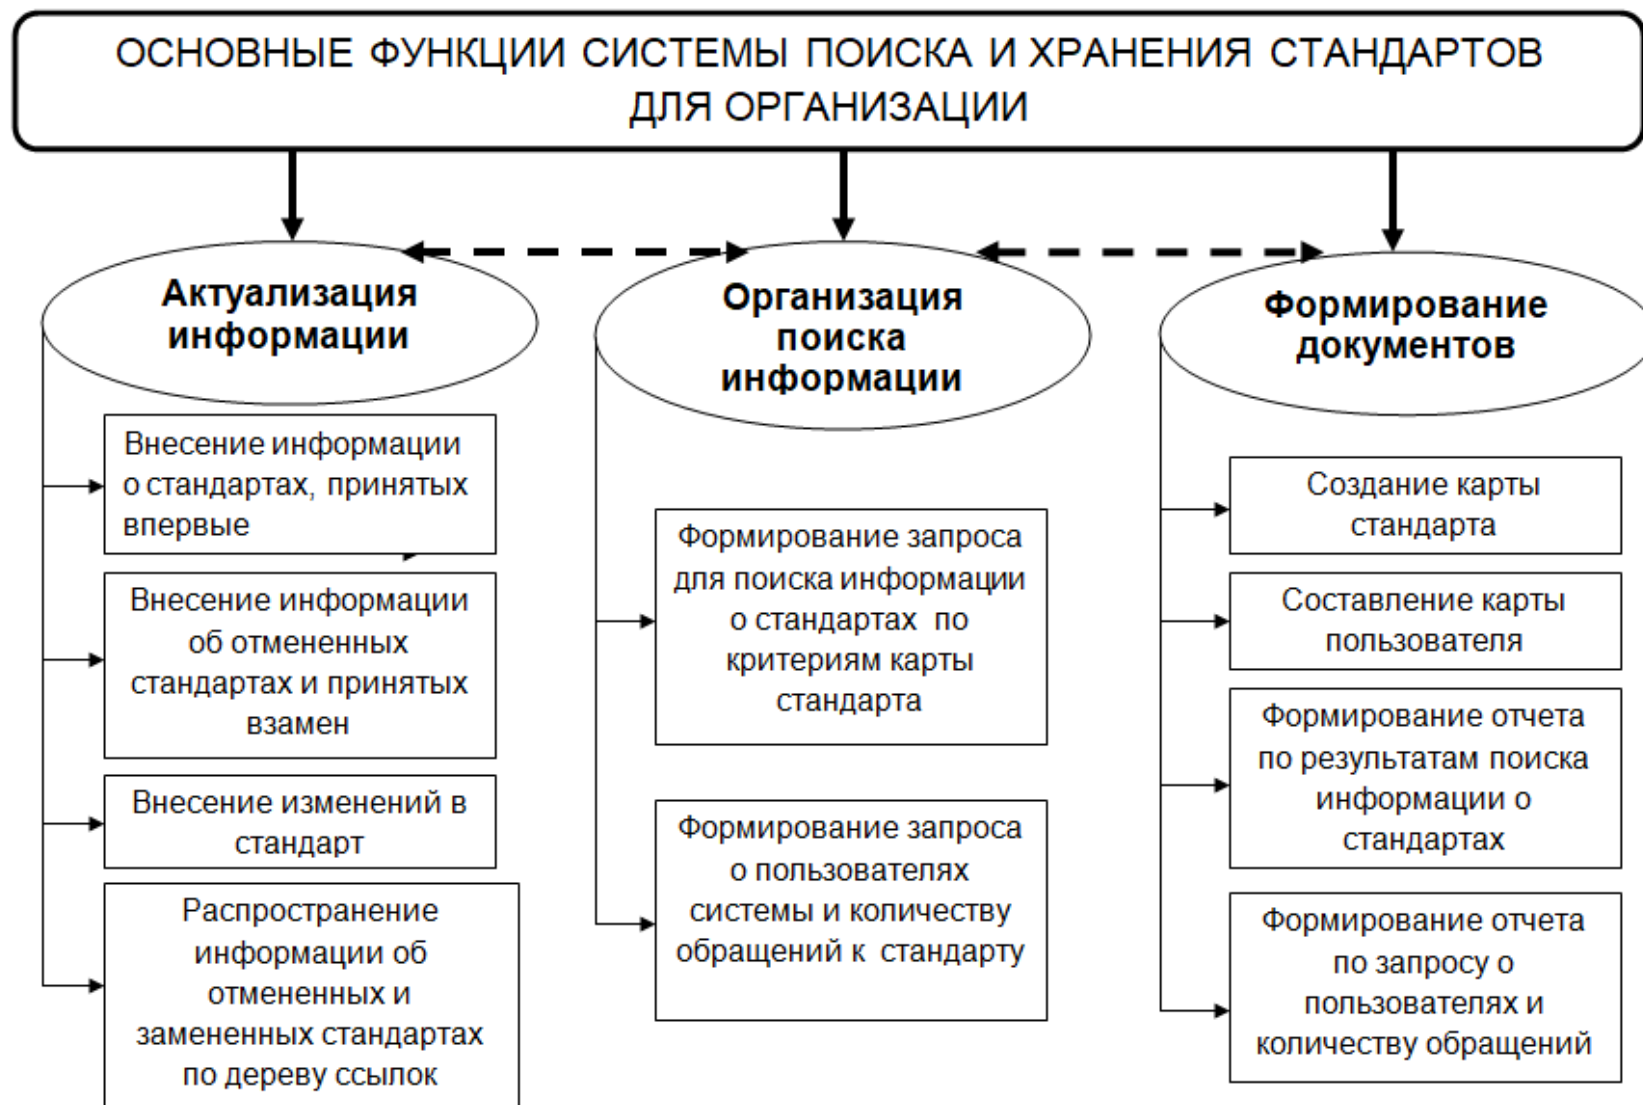 ОСНОВНЫЕ ФУНКЦИИ СИСТЕМЫ ПОИСКА И ХРАНЕНИЯ СТАНДАРТОВ
ДЛЯ ОРГАНИЗАЦИИ
Актуализация
информации
Внесение информации
о стандартах, принятых
впервые
Внесение информации
об отмененных
стандартах и принятых
взамен
Внесение изменений в
стандарт
Распространение
информации об
отмененных и
замененных стандартах
по дереву ссылок
Организация
поиска
информации
Формирование запроса
для поиска информации
о стандартах по
критериям карты
стандарта
Формирование запроса
о пользователях
системы и количеству
обращений к стандарту
Формирование
документов
Создание карты
стандарта
Составление карты
пользователя
Формирование отчета
по результатам поиска
информации о
стандартах
Формирование отчета
по запросу о
пользователях и
количеству обращений